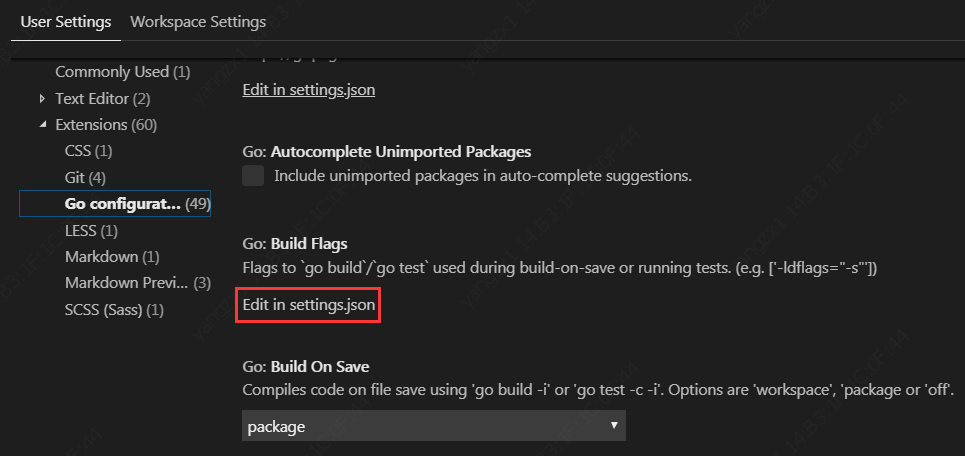 User Settings Workspace Settings
Commonly Used (1)
Text Editor (2)
Extensions (60)
CSS (1)
Git (4)
Go configurat... (49)
LESS (1)
Markdown (1)
Markdown Previ... (3)
SCSS (Sass) (1)
Edit in settings.json
Go: Autocomplete Unimported Packages
Include unimported packages in auto-complete suggestions.
Go: Build Flags
Flags to `go build`/`go test` used during build-on-save or running tests. (e.g. ['-ldflags="-s"'])
Edit in settings.json
Go: Build On Save
Compiles code on file save using 'go build -i' or 'go test -c -i'. Options are 'workspace', 'package or 'off'.
package